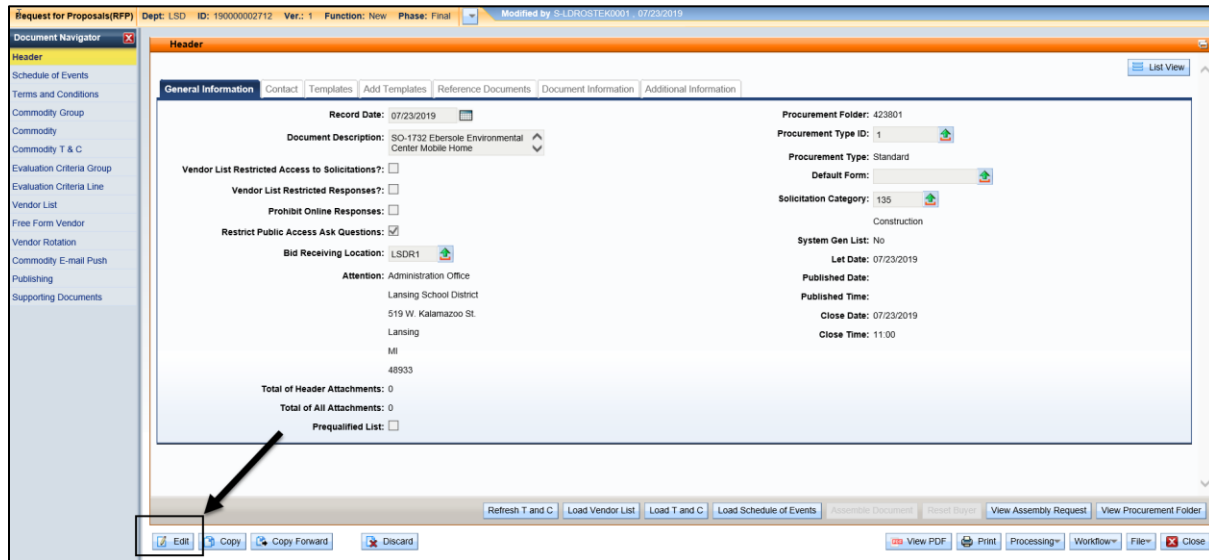 Request for Proposals(RFP) Dept: LSD ID: 190000002712 Ver.: 1 Function: New Phase: Final Modified by S-LDROSTEK0001 , 07/23/2019
Document Navigator
Header
Schedule of Events
Terms and Conditions
Commodity Group
Commodity
Commodity T & C
Evaluation Criteria Group
Evaluation Criteria Line
Vendor List
Free Form Vendor
Vendor Rotation
Commodity E-mail Push
Publishing
Supporting Documents
Header
List View
General Information Contact Templates Add Templates Reference Documents Document Information Additional Information
Record Date: 07/23/2019
Document Description: SO-1732 Ebersole Environmental
Center Mobile Home
Vendor List Restricted Access to Solicitations?:
Vendor List Restricted Responses?:
Prohibit Online Responses:
Restrict Public Access Ask Questions:
Bid Receiving Location: LSDR1
Attention: Administration Office
Lansing School District
519 W. Kalamazoo St.
Lansing
MI
48933
Total of Header Attachments: 0
Total of All Attachments: 0
Prequalified List:
Procurement Folder: 423801
Procurement Type ID: 1
Procurement Type: Standard
Default Form:
Solicitation Category: 135
Construction
System Gen List: No
Let Date: 07/23/2019
Published Date:
Published Time:
Close Date: 07/23/2019
Close Time: 11:00
Refresh T and C Load Vendor List Load T and C Load Schedule of Events Assemble Document Reset Buyer View Assembly Request View Procurement Folder
Edit Copy Copy Forward Discard View PDF Print Processing Workflow File Close